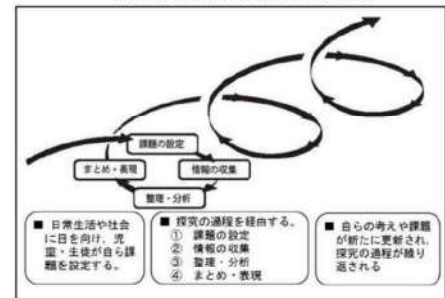 課題の設定
まとめ・表現
情報の収集
整理・分析
■ 日常生活や社会
に目を向け、児
童・生徒が自ら課
題を設定する。
■ 探究の過程を経由する。
① 課題の設定
② 情報の収集
③ 整理・分析
④ まとめ・表現
■ 自らの考えや課題
が新たに更新され、
探究の過程が繰り
返される